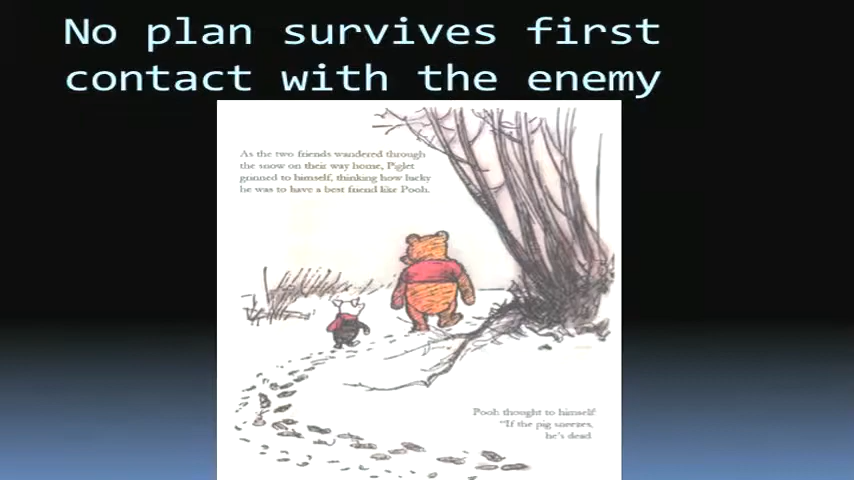 No plan survives first
contact with the enemy
As the two friends wandered through
the snow on their way home, Piglet
grinned to himself, thinking how lucky
he was to have a best friend like Pooh.
Pooh thought to himself:
"If the pig sneezes,
he's dead.